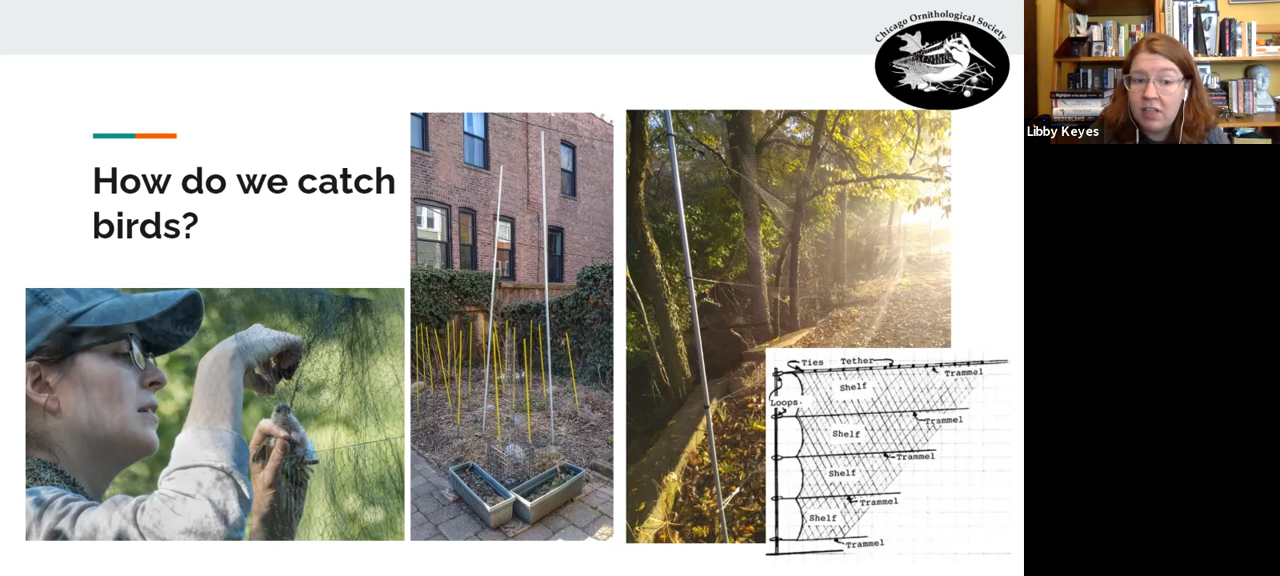 Chicago Ornithological Society
Libby Keyes
How do we catch
birds?
Ties Tether
Trammel
Shelf
Loops
Trammel
Shelf
Trammel
Shelf
Trammel
Shelf
Trammel